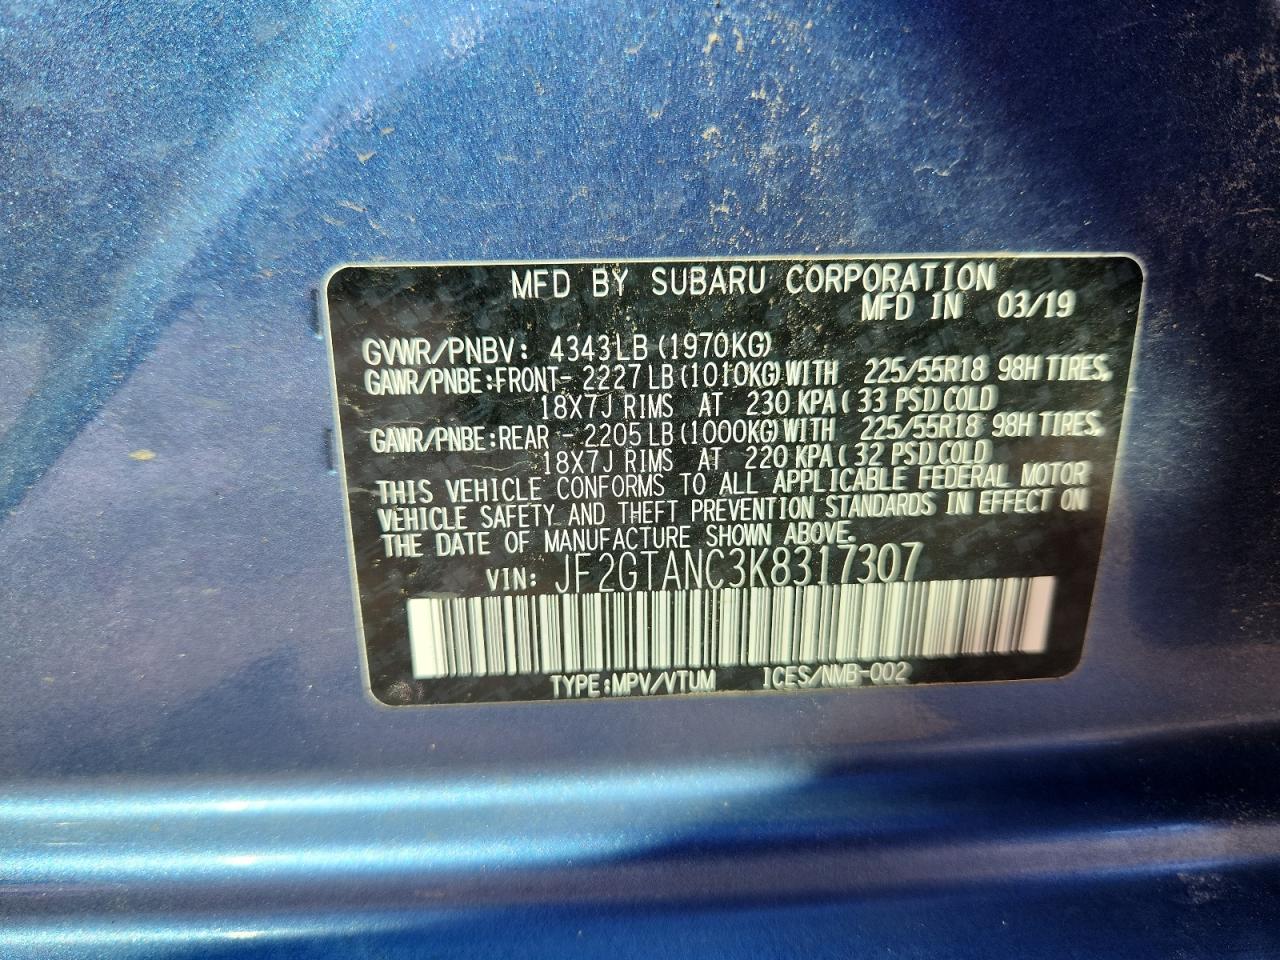 MFD BY SUBARU CORPORATION
MFD IN 03/19
GVWR/PNBV: 4343LB(1970KG)
GAWR/PNBE:FRONT- 2227LB(1010KG)WITH 225/55R18 98H TIRES,
18X7J RIMS AT 230 KPA( 33 PSI)COLD
GAWR/PNBE:REAR - 2205LB(1000KG)WITH 225/55R18 98H TIRES,
18X7J RIMS AT 220 KPA( 32 PSI)COLD
THIS VEHICLE CONFORMS TO ALL APPLICABLE FEDERAL MOTOR
VEHICLE SAFETY AND THEFT PREVENTION STANDARDS IN EFFECT ON
THE DATE OF MANUFACTURE SHOWN ABOVE.
VIN: JF2GTANC3K8317307
TYPE:MPV/VTUM ICES/NMB-002